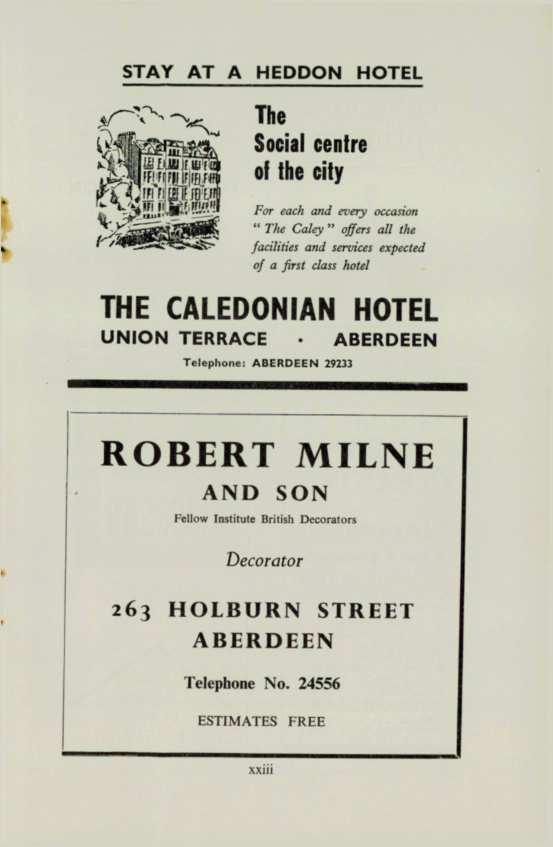 STAY AT A HEDDON HOTEL
The
Social centre
of the city
For each and every occasion
" The Caley " offers all the
facilities and services expected
of a first class hotel
THE CALEDONIAN HOTEL
UNION TERRACE · ABERDEEN
Telephone: ABERDEEN 29233
ROBERT MILNE
AND SON
Fellow Institute British Decorators
Decorator
263 HOLBURN STREET
ABERDEEN
Telephone No. 24556
ESTIMATES FREE
xxiii